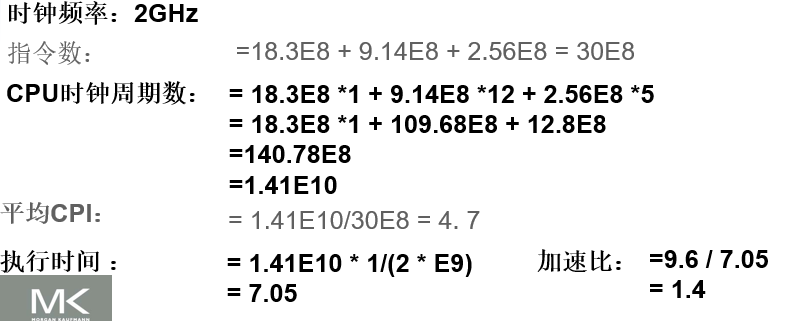 时钟频率：2GHz
指令数： =18.3E8 + 9.14E8 + 2.56E8 = 30E8
CPU时钟周期数： = 18.3E8 *1 + 9.14E8 *12 + 2.56E8 *5
= 18.3E8 *1 + 109.68E8 + 12.8E8
=140.78E8
=1.41E10
平均CPI： = 1.41E10/30E8 = 4. 7
执行时间 ： = 1.41E10 * 1/(2 * E9) 加速比： =9.6 / 7.05
= 7.05 = 1.4
MK
MORGAN KAUFMANN